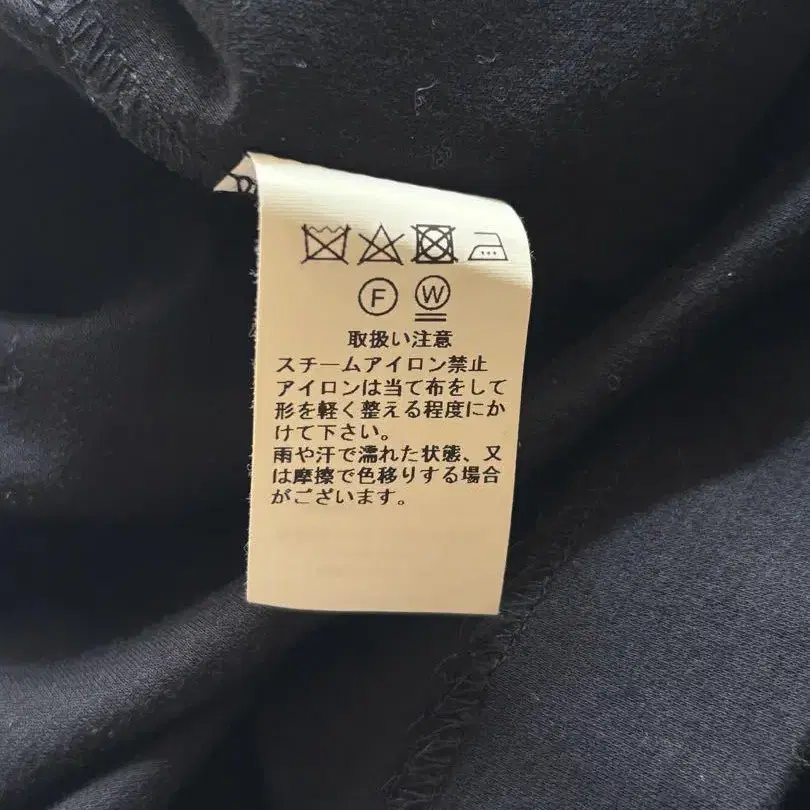 F W
取扱い注意
スチームアイロン禁止
アイロンは当て布をして
形を軽く整える程度にか
けて下さい。
雨や汗で濡れた状態、又
は摩擦で色移りする場合
がございます。